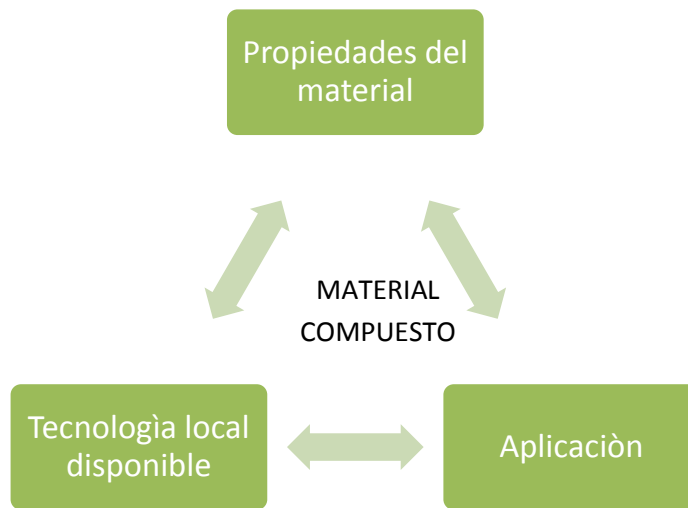 Propiedades del
material
MATERIAL
COMPUESTO
Tecnologìa local
disponible
Aplicaciòn